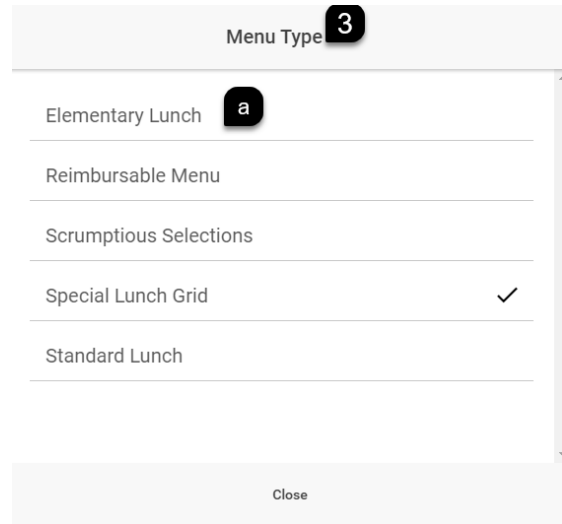 Menu Type 3
Elementary Lunch a
Reimbursable Menu
Scrumptious Selections
Special Lunch Grid
Standard Lunch
Close